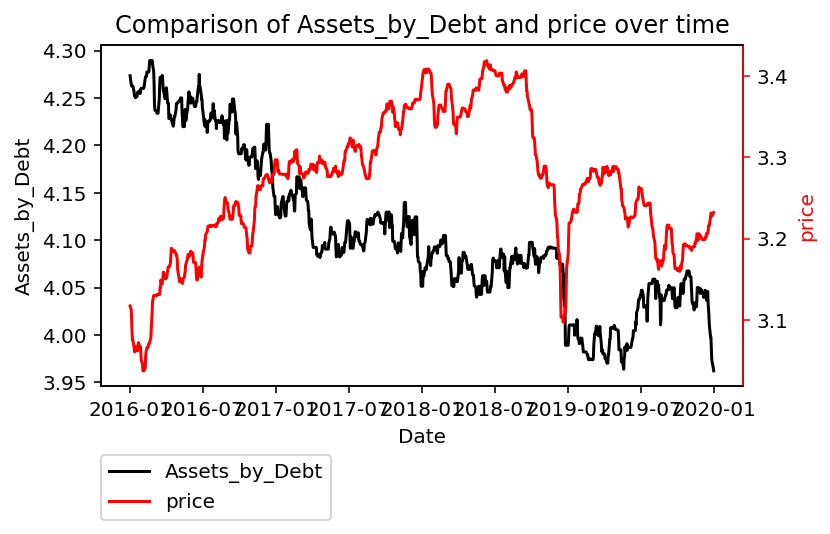 Comparison of Assets_by_Debt and price over time
4.30
4.25
4.20
4.15
4.10
4.05
4.00
3.95
Assets_by_Debt
3.4
3.3
3.2
3.1
price
2016-01 2016-07 2017-01 2017-07 2018-01 2018-07 2019-01 2019-07 2020-01
Date
Assets_by_Debt
price